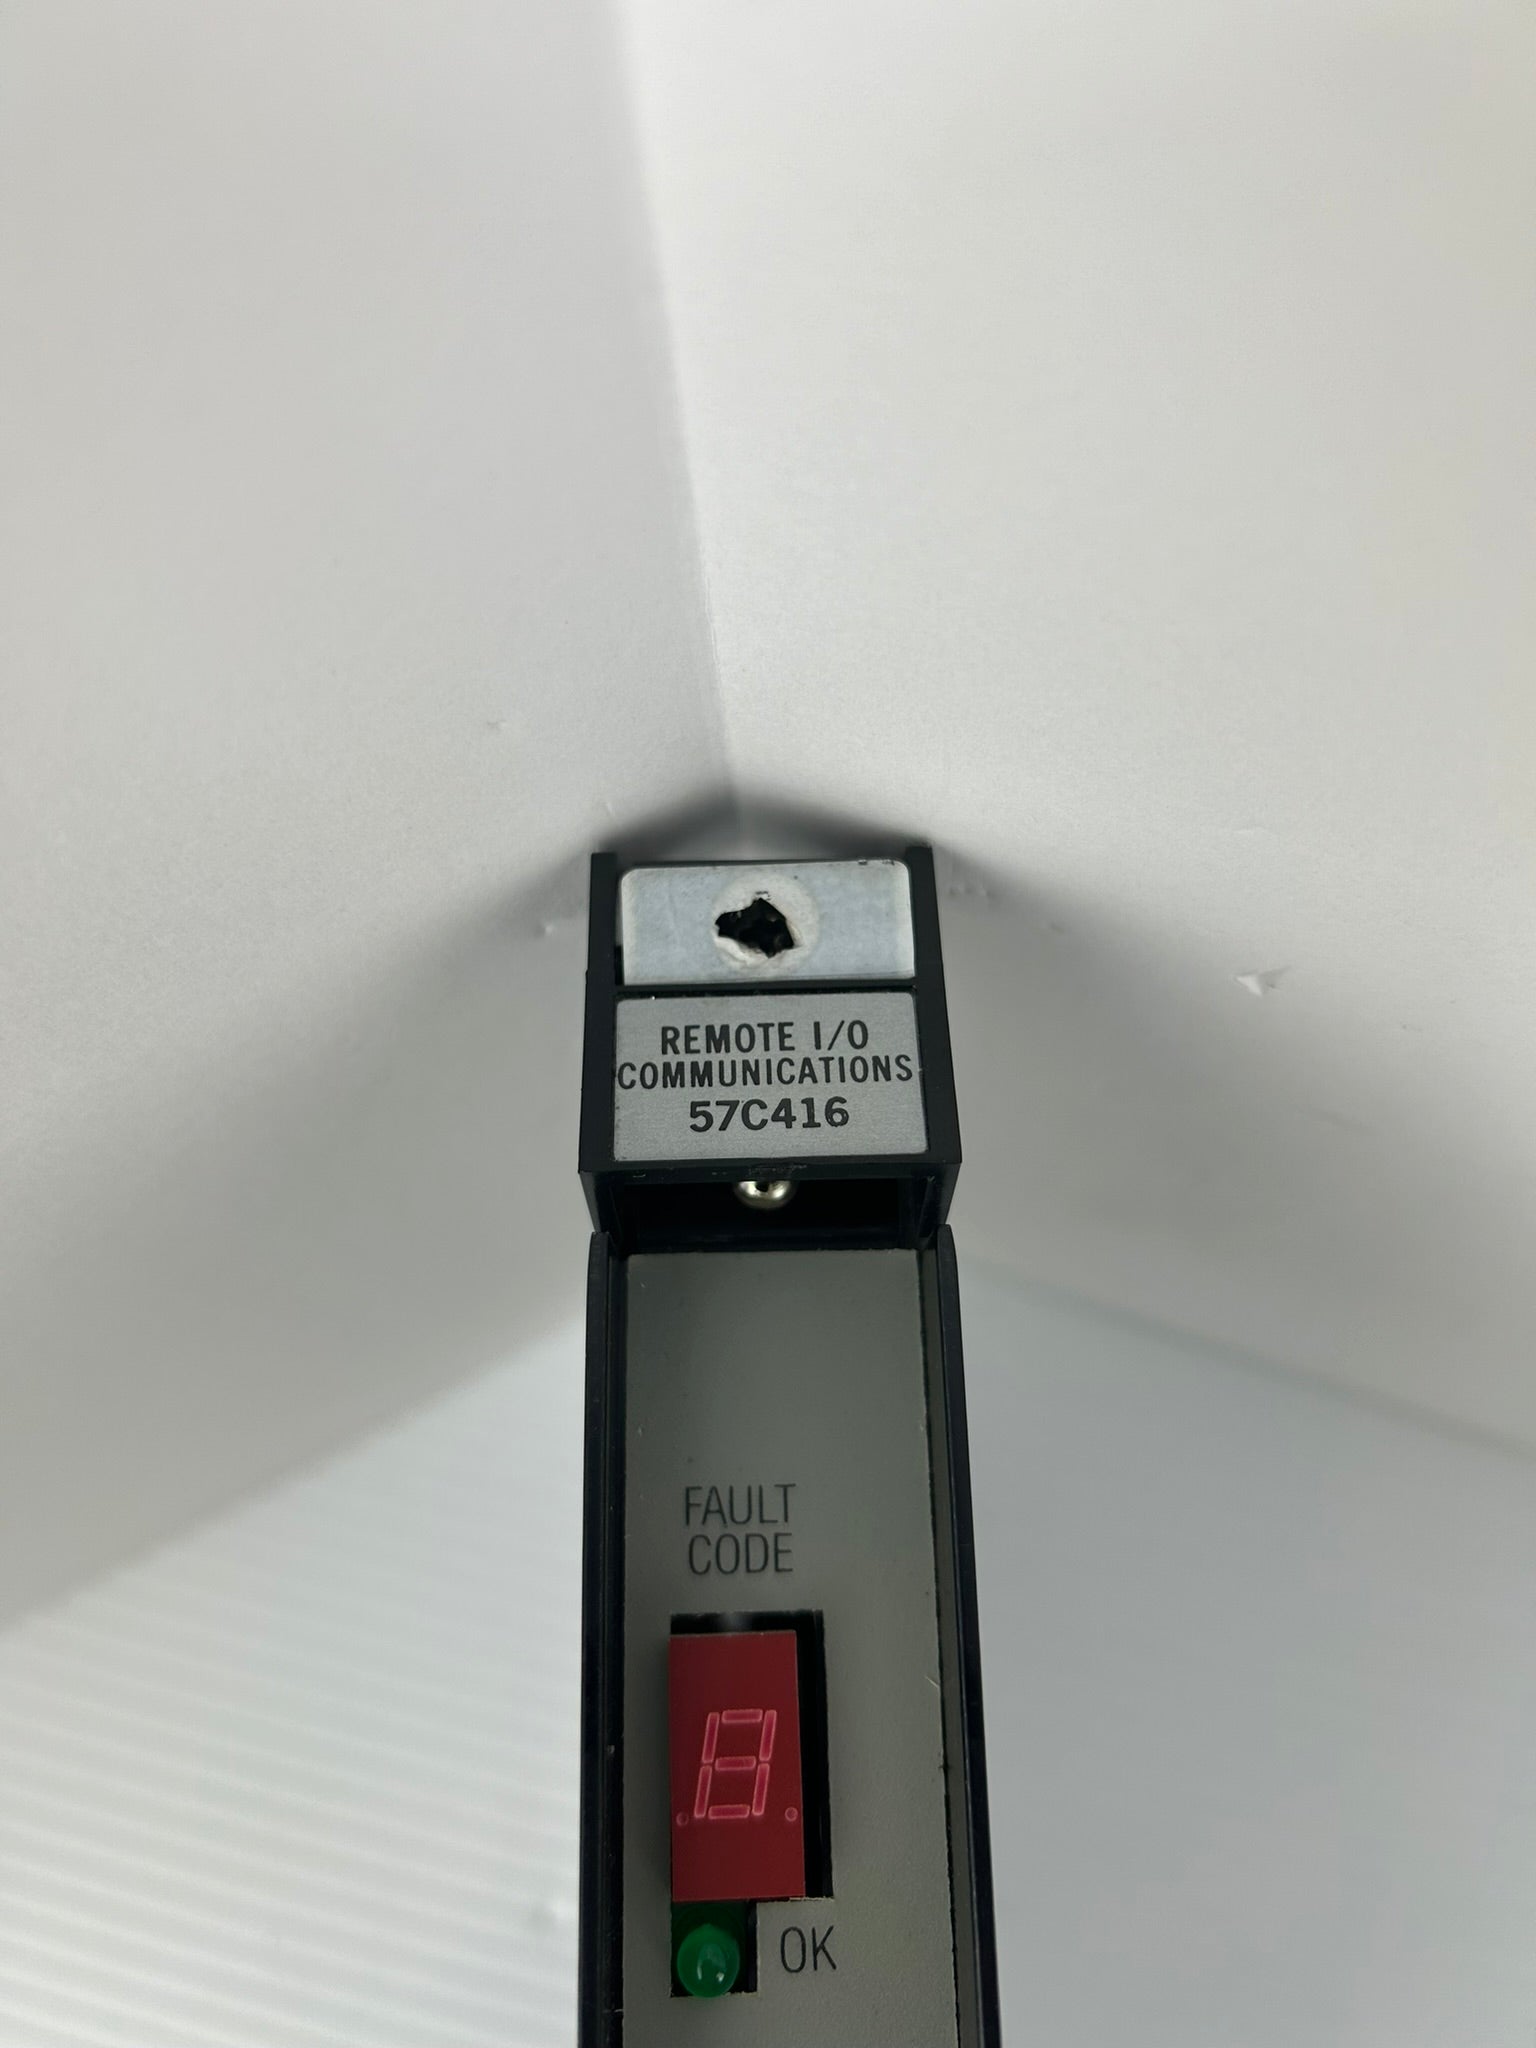 REMOTE I/O
COMMUNICATIONS
57C416
FAULT
CODE
OK